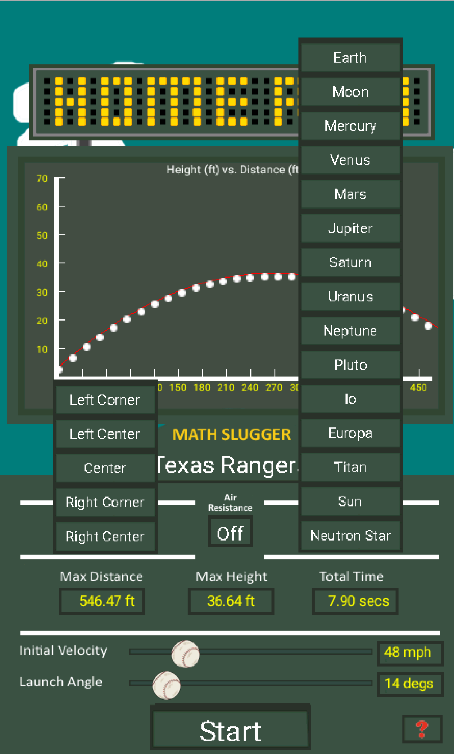 Earth
Moon
Mercury
Venus
Mars
Jupiter
Saturn
Uranus
Neptune
Pluto
Io
Europa
Titan
Sun
Neutron Star
HOME
Height (ft) vs. Distance (ft
70
60
50
40
30
20
10
150 180 210 240 270 450
Left Corner
Left Center
Center
Right Corner
Right Center
MATH SLUGGER
Texas Ranger
Air
Resistance
Off
Max Distance
546.47 ft
Max Height
36.64 ft
Total Time
7.90 secs
Initial Velocity
48 mph
Launch Angle
14 degs
Start
?